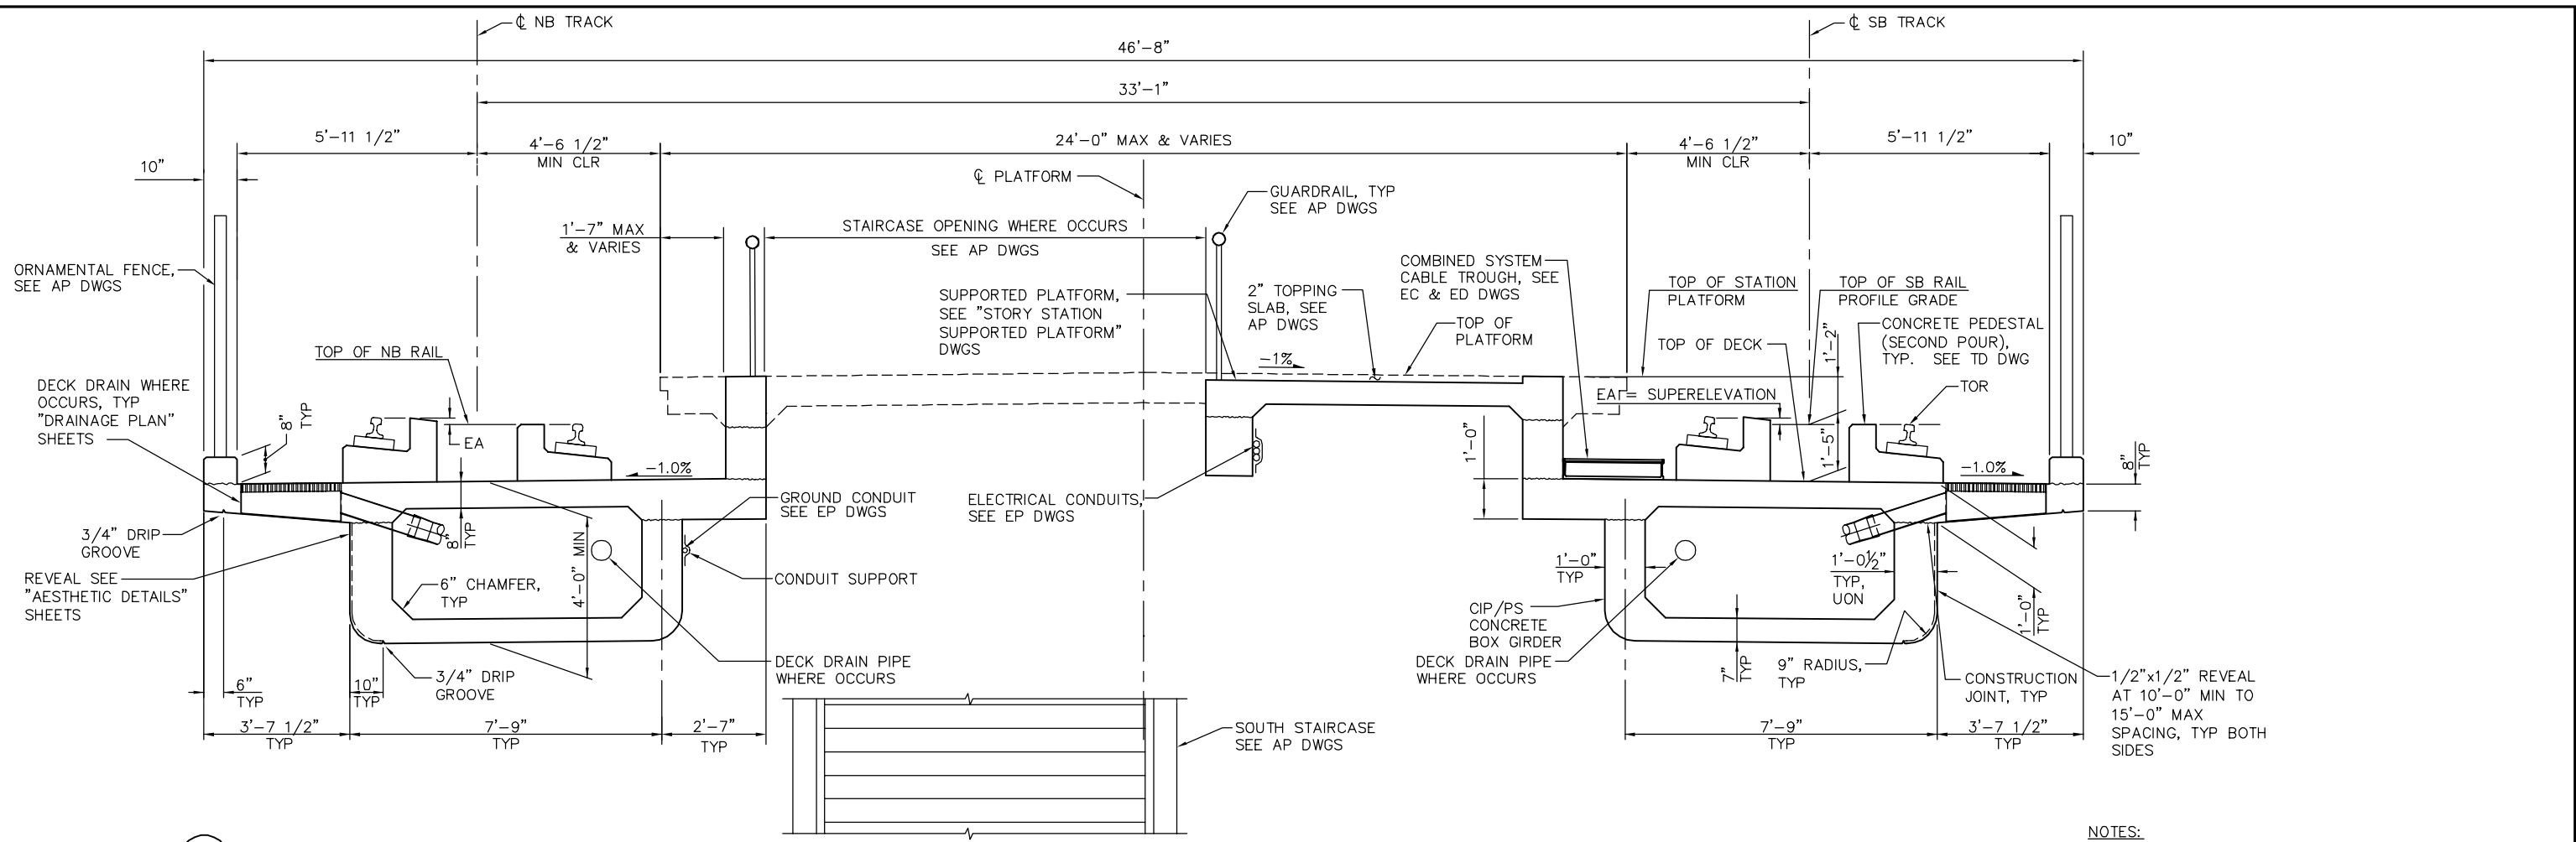 ℄ NB TRACK
℄ SB TRACK
46'-8"
33'-1"
5'-11 1/2"
4'-6 1/2"
MIN CLR
24'-0" MAX & VARIES
4'-6 1/2"
MIN CLR
5'-11 1/2"
10"
10"
℄ PLATFORM
GUARDRAIL, TYP
SEE AP DWGS
1'-7" MAX
& VARIES
STAIRCASE OPENING WHERE OCCURS
SEE AP DWGS
ORNAMENTAL FENCE,
SEE AP DWGS
SUPPORTED PLATFORM,
SEE "STORY STATION
SUPPORTED PLATFORM"
DWGS
2" TOPPING
SLAB, SEE
AP DWGS
COMBINED SYSTEM
CABLE TROUGH, SEE
EC & ED DWGS
TOP OF
PLATFORM
TOP OF STATION
PLATFORM
TOP OF SB RAIL
PROFILE GRADE
CONCRETE PEDESTAL
(SECOND POUR),
TYP. SEE TD DWG
1'-2"
TOP OF DECK
TOP OF NB RAIL
-1%
EA = SUPERELEVATION
TOR
DECK DRAIN WHERE
OCCURS, TYP
"DRAINAGE PLAN"
SHEETS
8"
TYP
EA
-1.0%
1'-0"
1'-5"
-1.0%
8"
TYP
GROUND CONDUIT
SEE EP DWGS
ELECTRICAL CONDUITS,
SEE EP DWGS
3/4" DRIP
GROOVE
8"
TYP
4'-0" MIN
REVEAL SEE
"AESTHETIC DETAILS"
SHEETS
6" CHAMFER,
TYP
CONDUIT SUPPORT
1'-0"
TYP
1'-0½"
TYP,
UON
CIP/PS
CONCRETE
BOX GIRDER
1'-0"
TYP
DECK DRAIN PIPE
WHERE OCCURS
DECK DRAIN PIPE
WHERE OCCURS
7"
TYP
9" RADIUS,
TYP
CONSTRUCTION
JOINT, TYP
1/2"x1/2" REVEAL
AT 10'-0" MIN TO
15'-0" MAX
SPACING, TYP BOTH
SIDES
6"
TYP
10"
TYP
3/4" DRIP
GROOVE
3'-7 1/2"
TYP
7'-9"
TYP
2'-7"
TYP
SOUTH STAIRCASE
SEE AP DWGS
7'-9"
TYP
3'-7 1/2"
TYP
NOTES: